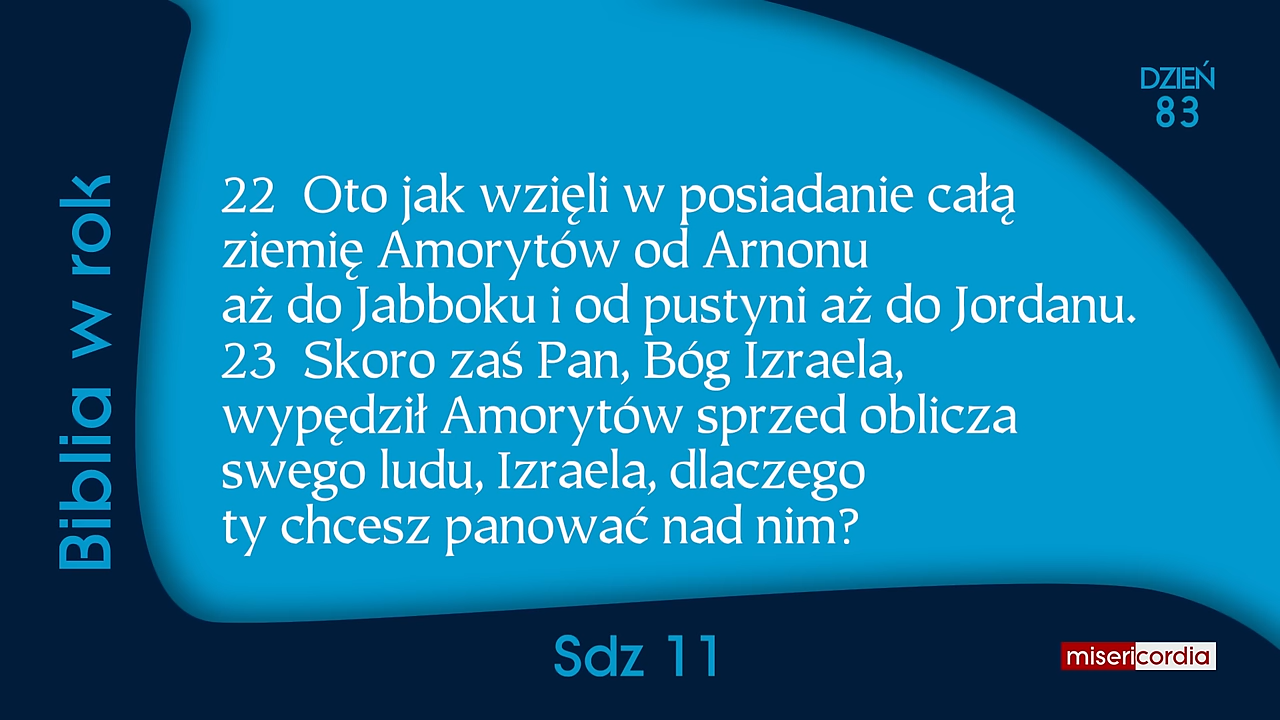 DZIEŃ
83
Biblia w rok
22 Oto jak wzięli w posiadanie całą
ziemię Amorytów od Arnonu
aż do Jabboku i od pustyni aż do Jordanu.
23 Skoro zaś Pan, Bóg Izraela,
wypędził Amorytów sprzed oblicza
swego ludu, Izraela, dlaczego
ty chcesz panować nad nim?
Sdz 11
misericordia